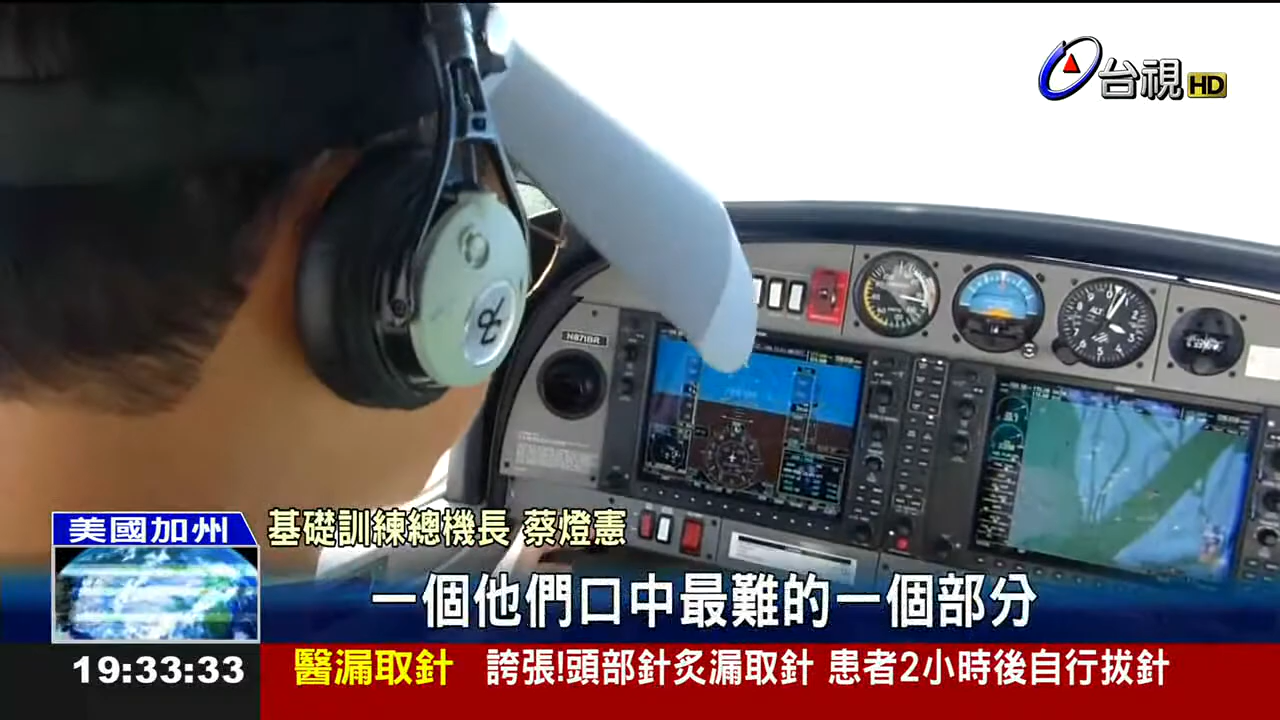 台視HD
N871BR
美國加州
基礎訓練總機長 蔡燈憲
一個他們口中最難的一個部分
19:33:33
醫漏取針 誇張!頭部針炙漏取針 患者2小時後自行拔針